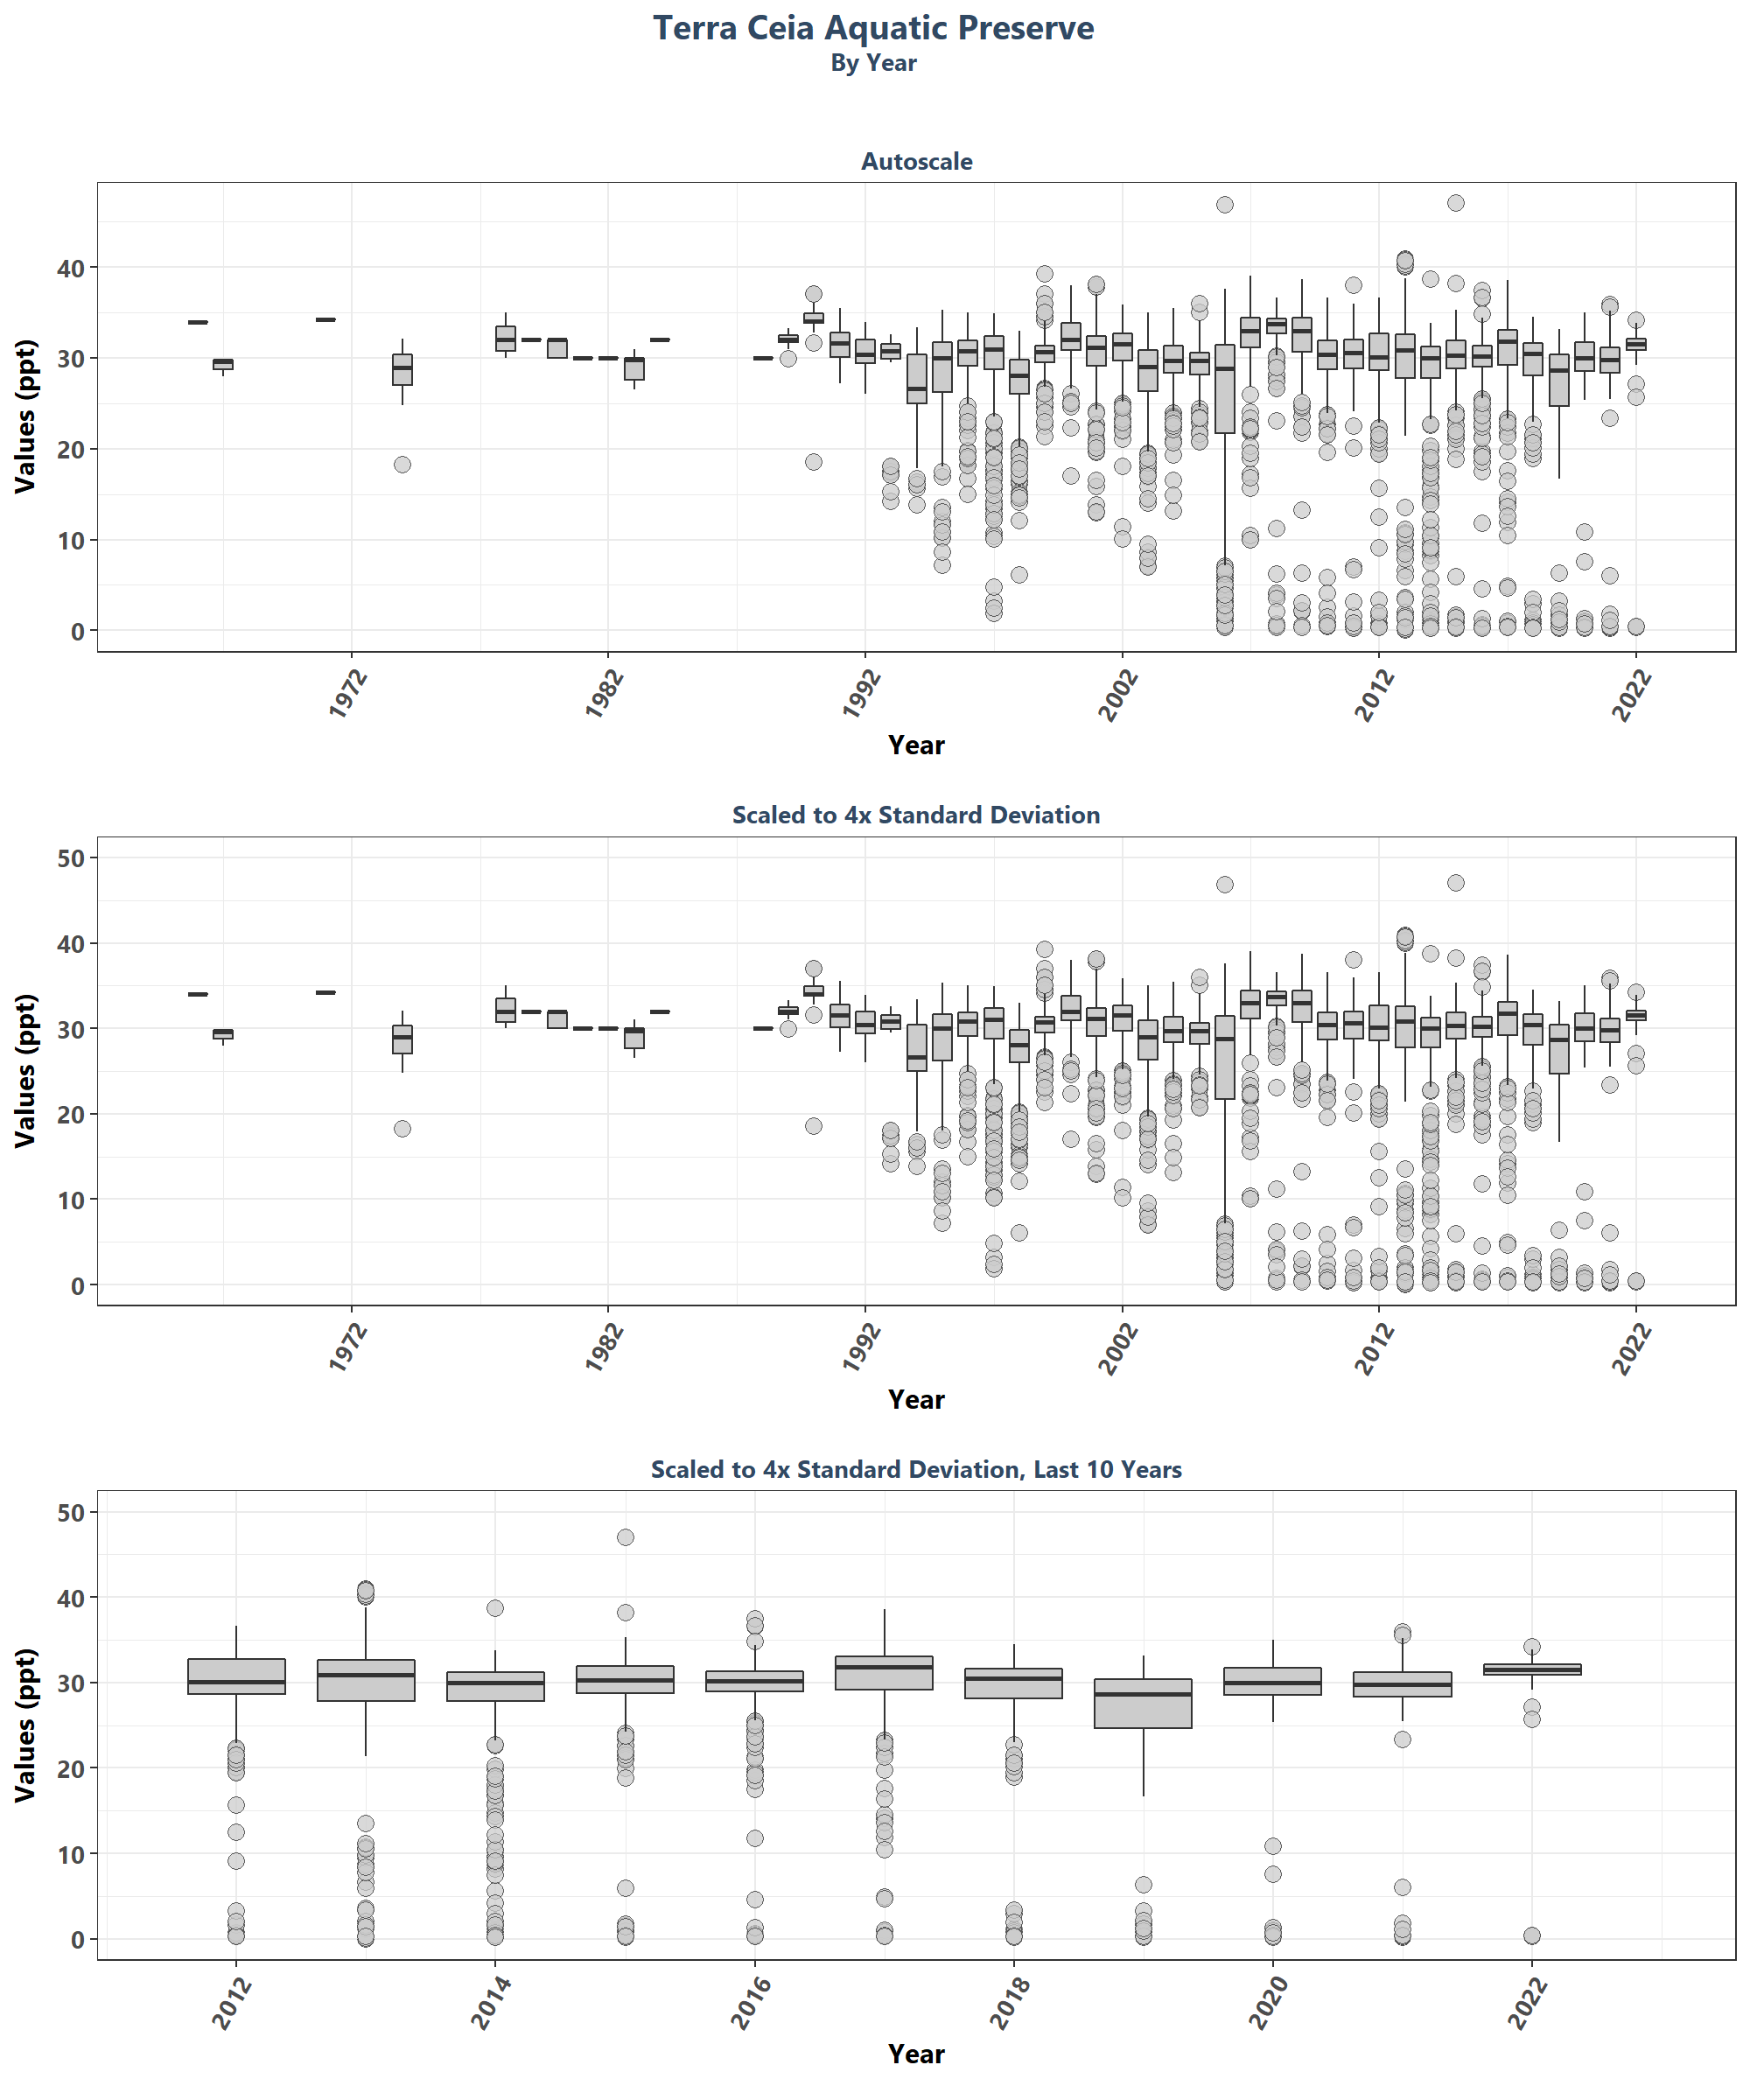 Terra Ceia Aquatic Preserve
By Year
Autoscale
Values (ppt)
40
30
20
10
0
1972 1982 1992 2002 2012 2022
Year
Scaled to 4x Standard Deviation
Values (ppt)
50
40
30
20
10
0
1972 1982 1992 2002 2012 2022
Year
Scaled to 4x Standard Deviation, Last 10 Years
Values (ppt)
50
40
30
20
10
0
2012 2014 2016 2018 2020 2022
Year